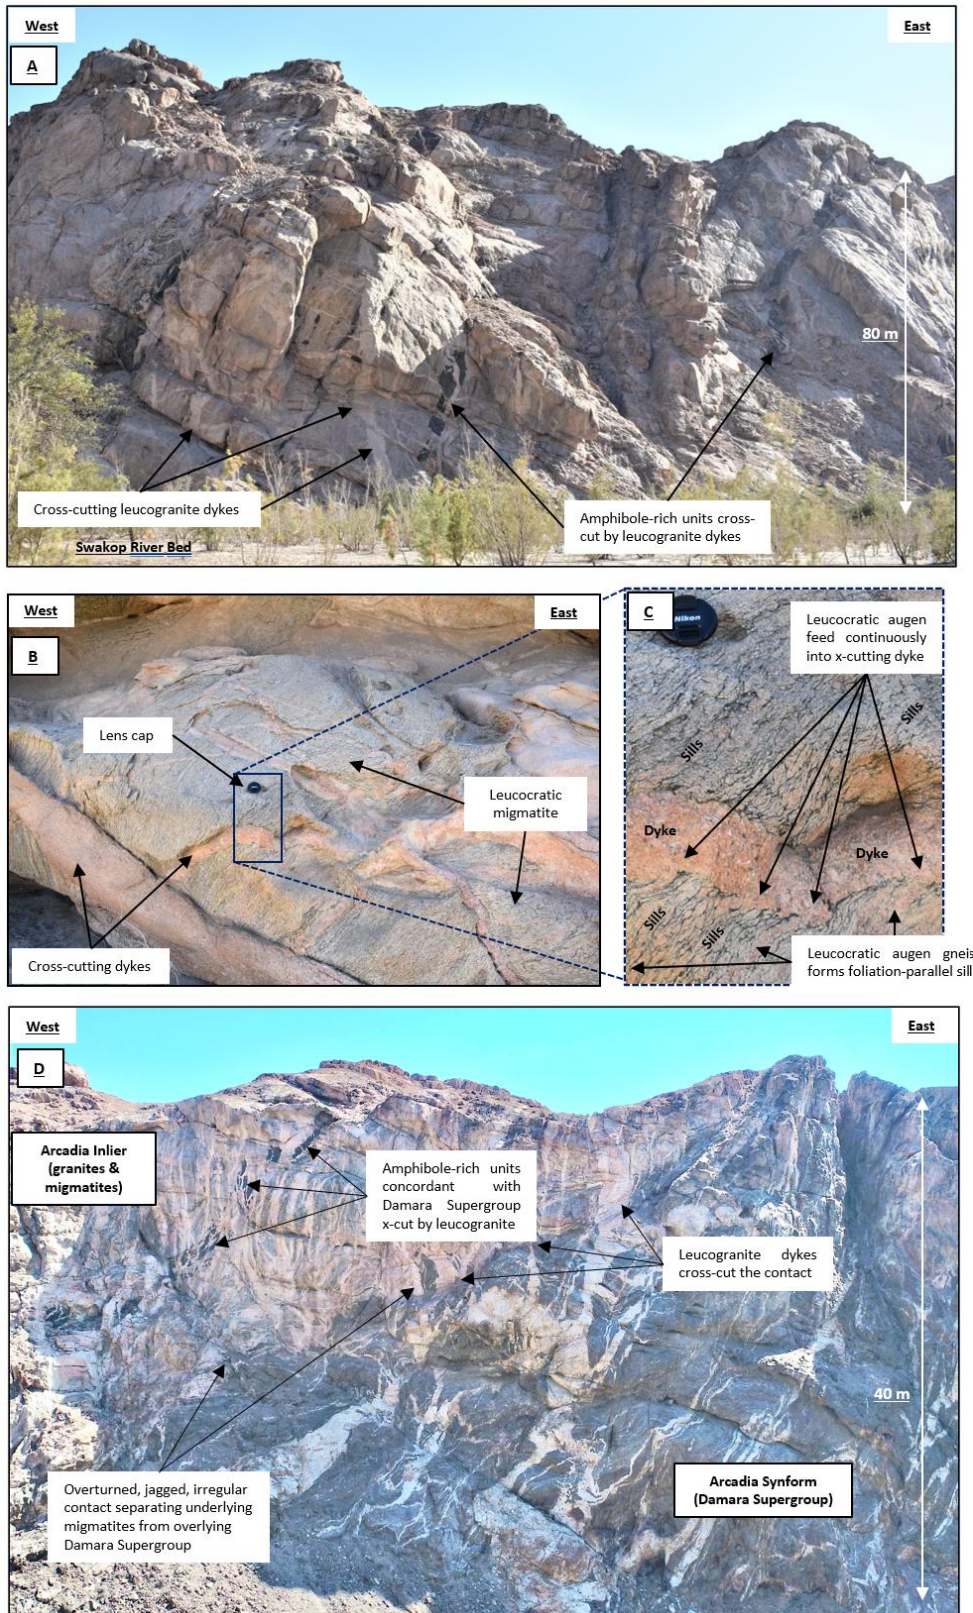 West
East
A
80 m
Cross-cutting leucogranite dykes
Swakop River Bed
Amphibole-rich units cross-
cut by leucogranite dykes
West
East
B
Lens cap
Leucocratic
migmatite
Cross-cutting dykes
C
Nikon
Leucocratic augen
feed continuously
into x-cutting dyke
Sills
Sills
Dyke
Dyke
Sills
Sills
Leucocratic augen gneis
forms foliation-parallel sill
West
East
D
Arcadia Inlier
(granites &
migmatites)
Amphibole-rich units
concordant with
Damara Supergroup
x-cut by leucogranite
Leucogranite dykes
cross-cut the contact
40 m
Overturned, jagged, irregular
contact separating underlying
migmatites from overlying
Damara Supergroup
Arcadia Synform
(Damara Supergroup)